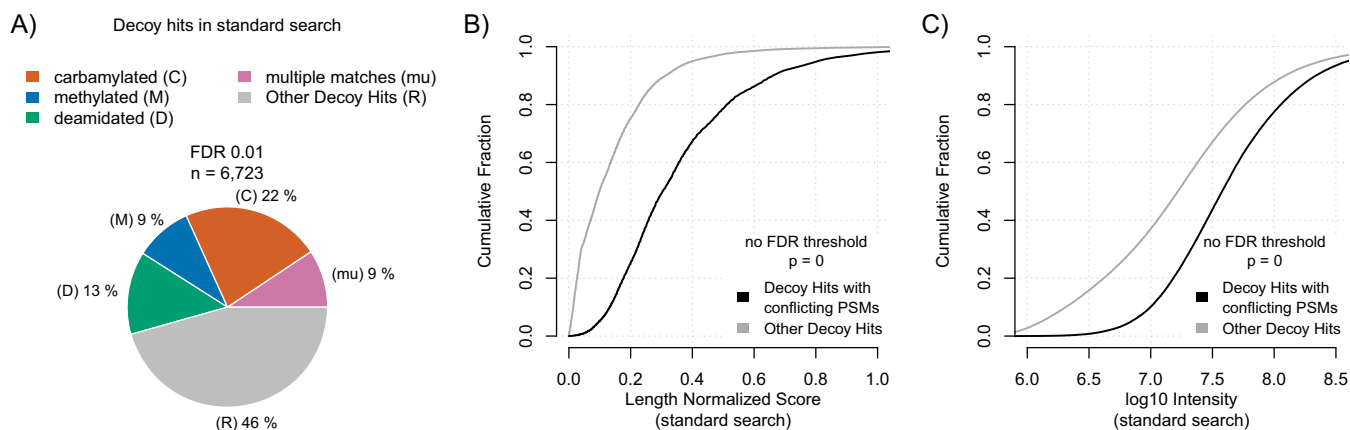 A)
Decoy hits in standard search
carbamylated (C)
methylated (M)
deamidated (D)
multiple matches (mu)
Other Decoy Hits (R)
FDR 0.01
n = 6,723
(C) 22 %
(M) 9 %
(mu) 9 %
(D) 13 %
(R) 46 %
B)
Cumulative Fraction
1.0
0.8
0.6
0.4
0.2
0.0
no FDR threshold
p = 0
Decoy Hits with
conflicting PSMs
Other Decoy Hits
0.0 0.2 0.4 0.6 0.8 1.0
Length Normalized Score
(standard search)
C)
Cumulative Fraction
1.0
0.8
0.6
0.4
0.2
0.0
no FDR threshold
p = 0
Decoy Hits with
conflicting PSMs
Other Decoy Hits
6.0 6.5 7.0 7.5 8.0 8.5
log10 Intensity
(standard search)